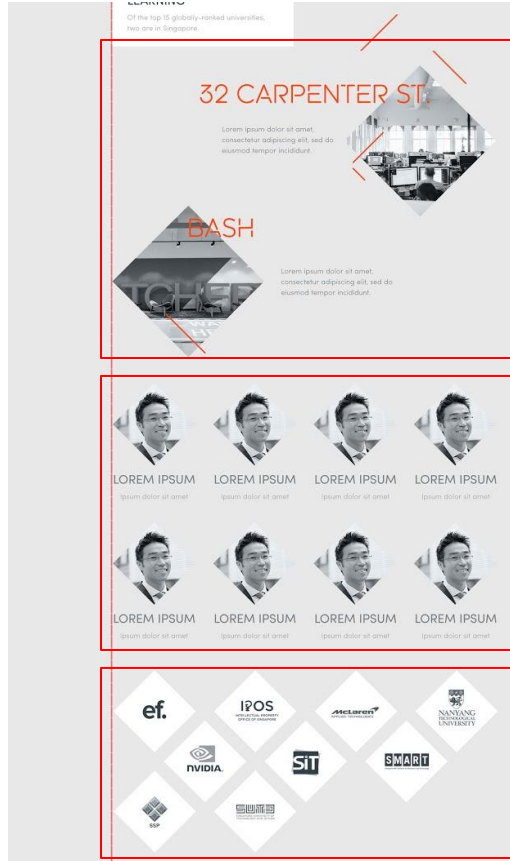 LEARNING
Of the top 15 globally-ranked universities,
two are in Singapore.
32 CARPENTER ST.
Lorem ipsum dolor sit amet,
consectetur adipiscing elit, sed do
eiusmod tempor incididunt.
BASH
Lorem ipsum dolor sit amet,
consectetur adipiscing elit, sed do
eiusmod tempor incididunt.
LOREM IPSUM LOREM IPSUM LOREM IPSUM LOREM IPSUM
Ipsum dolor sit amet Ipsum dolor sit amet Ipsum dolor sit amet Ipsum dolor sit amet
LOREM IPSUM LOREM IPSUM LOREM IPSUM LOREM IPSUM
Ipsum dolor sit amet Ipsum dolor sit amet Ipsum dolor sit amet Ipsum dolor sit amet
ef.
IPOS
INTELLECTUAL PROPERTY
OFFICE OF SINGAPORE
McLaren
APPLIED TECHNOLOGIES
NANYANG
TECHNOLOGICAL
UNIVERSITY
NVIDIA.
SiT
SMART
SSP